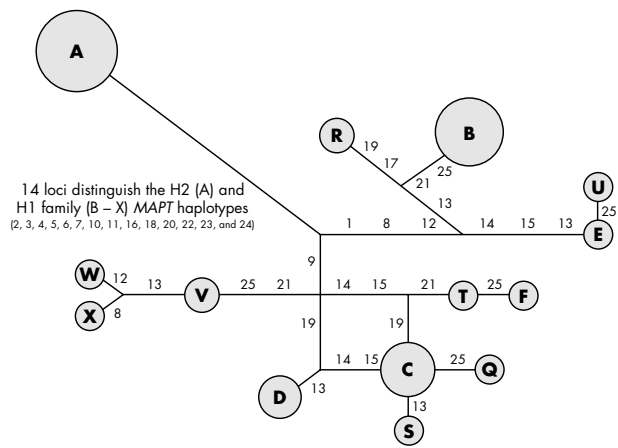 A
R
19
B
17
25
21
13
U
25
14 loci distinguish the H2 (A) and
H1 family (B – X) MAPT haplotypes
(2, 3, 4, 5, 6, 7, 10, 11, 16, 18, 20, 22, 23, and 24)
1 8 12 14 15 13 E
9
W 12 13 V 25 21 14 15 21 T 25 F
X 8
19 19
14 15 C 25 Q
D 13
13
S